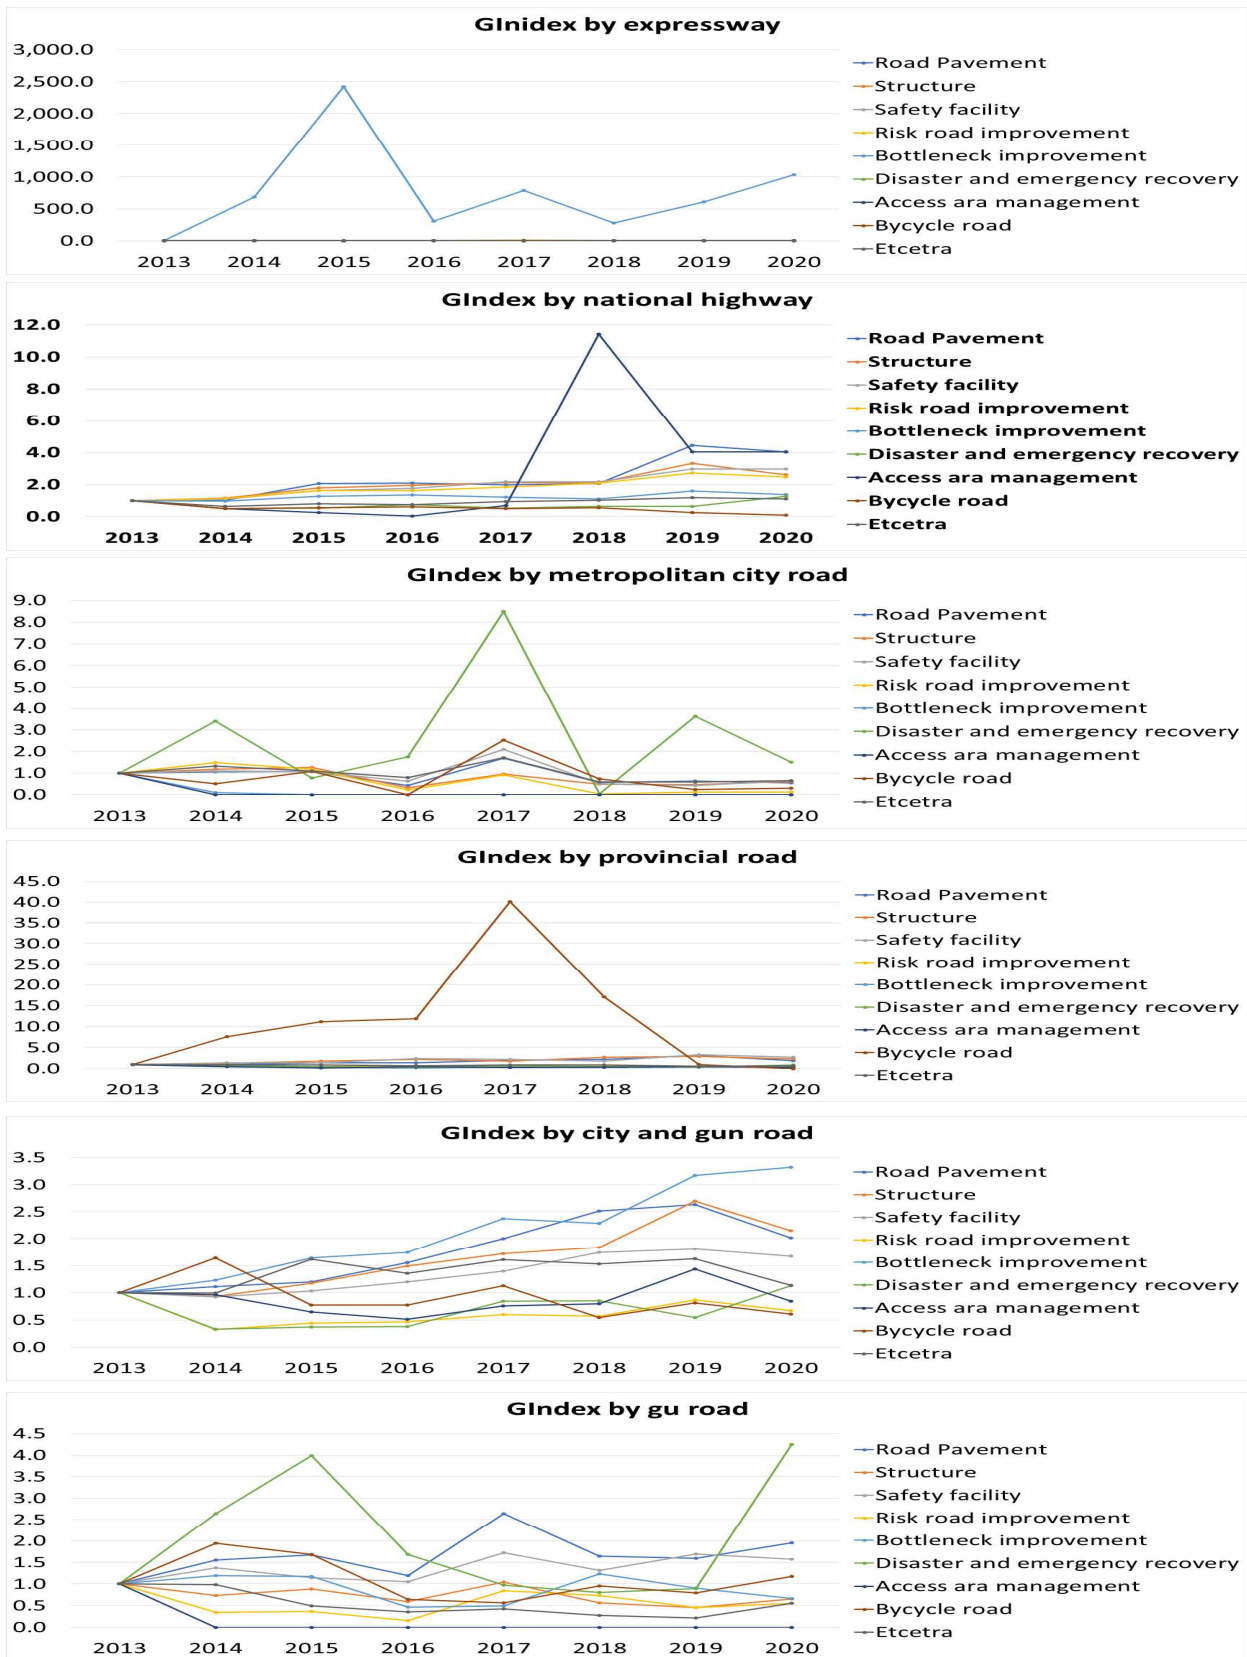 GInidex by expressway
3,000.0
2,500.0
2,000.0
1,500.0
1,000.0
500.0
0.0
2013 2014 2015 2016 2017 2018 2019 2020
Road Pavement
Structure
Safety facility
Risk road improvement
Bottleneck improvement
Disaster and emergency recovery
Access ara management
Bycycle road
Etcetra
GIndex by national highway
12.0
10.0
8.0
6.0
4.0
2.0
0.0
2013 2014 2015 2016 2017 2018 2019 2020
Road Pavement
Structure
Safety facility
Risk road improvement
Bottleneck improvement
Disaster and emergency recovery
Access ara management
Bycycle road
Etcetra
GIndex by metropolitan city road
9.0
8.0
7.0
6.0
5.0
4.0
3.0
2.0
1.0
0.0
2013 2014 2015 2016 2017 2018 2019 2020
Road Pavement
Structure
Safety facility
Risk road improvement
Bottleneck improvement
Disaster and emergency recovery
Access ara management
Bycycle road
Etcetra
GIndex by provincial road
45.0
40.0
35.0
30.0
25.0
20.0
15.0
10.0
5.0
0.0
2013 2014 2015 2016 2017 2018 2019 2020
Road Pavement
Structure
Safety facility
Risk road improvement
Bottleneck improvement
Disaster and emergency recovery
Access ara management
Bycycle road
Etcetra
GIndex by city and gun road
3.5
3.0
2.5
2.0
1.5
1.0
0.5
0.0
2013 2014 2015 2016 2017 2018 2019 2020
Road Pavement
Structure
Safety facility
Risk road improvement
Bottleneck improvement
Disaster and emergency recovery
Access ara management
Bycycle road
Etcetra
GIndex by gu road
4.5
4.0
3.5
3.0
2.5
2.0
1.5
1.0
0.5
0.0
2013 2014 2015 2016 2017 2018 2019 2020
Road Pavement
Structure
Safety facility
Risk road improvement
Bottleneck improvement
Disaster and emergency recovery
Access ara management
Bycycle road
Etcetra